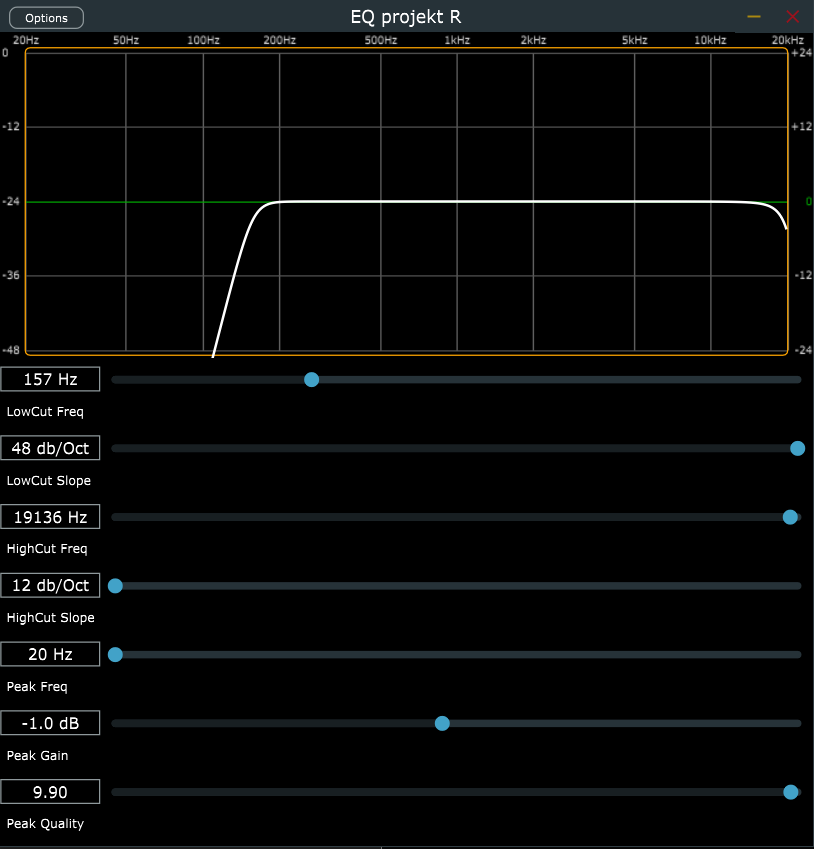 Options EQ projekt R
20Hz 50Hz 100Hz 200Hz 500Hz 1kHz 2kHz 5kHz 10kHz 20kHz
0 +24
-12 +12
-24 0
-36 -12
-48 -24
157 Hz
LowCut Freq
48 db/Oct
LowCut Slope
19136 Hz
HighCut Freq
12 db/Oct
HighCut Slope
20 Hz
Peak Freq
-1.0 dB
Peak Gain
9.90
Peak Quality